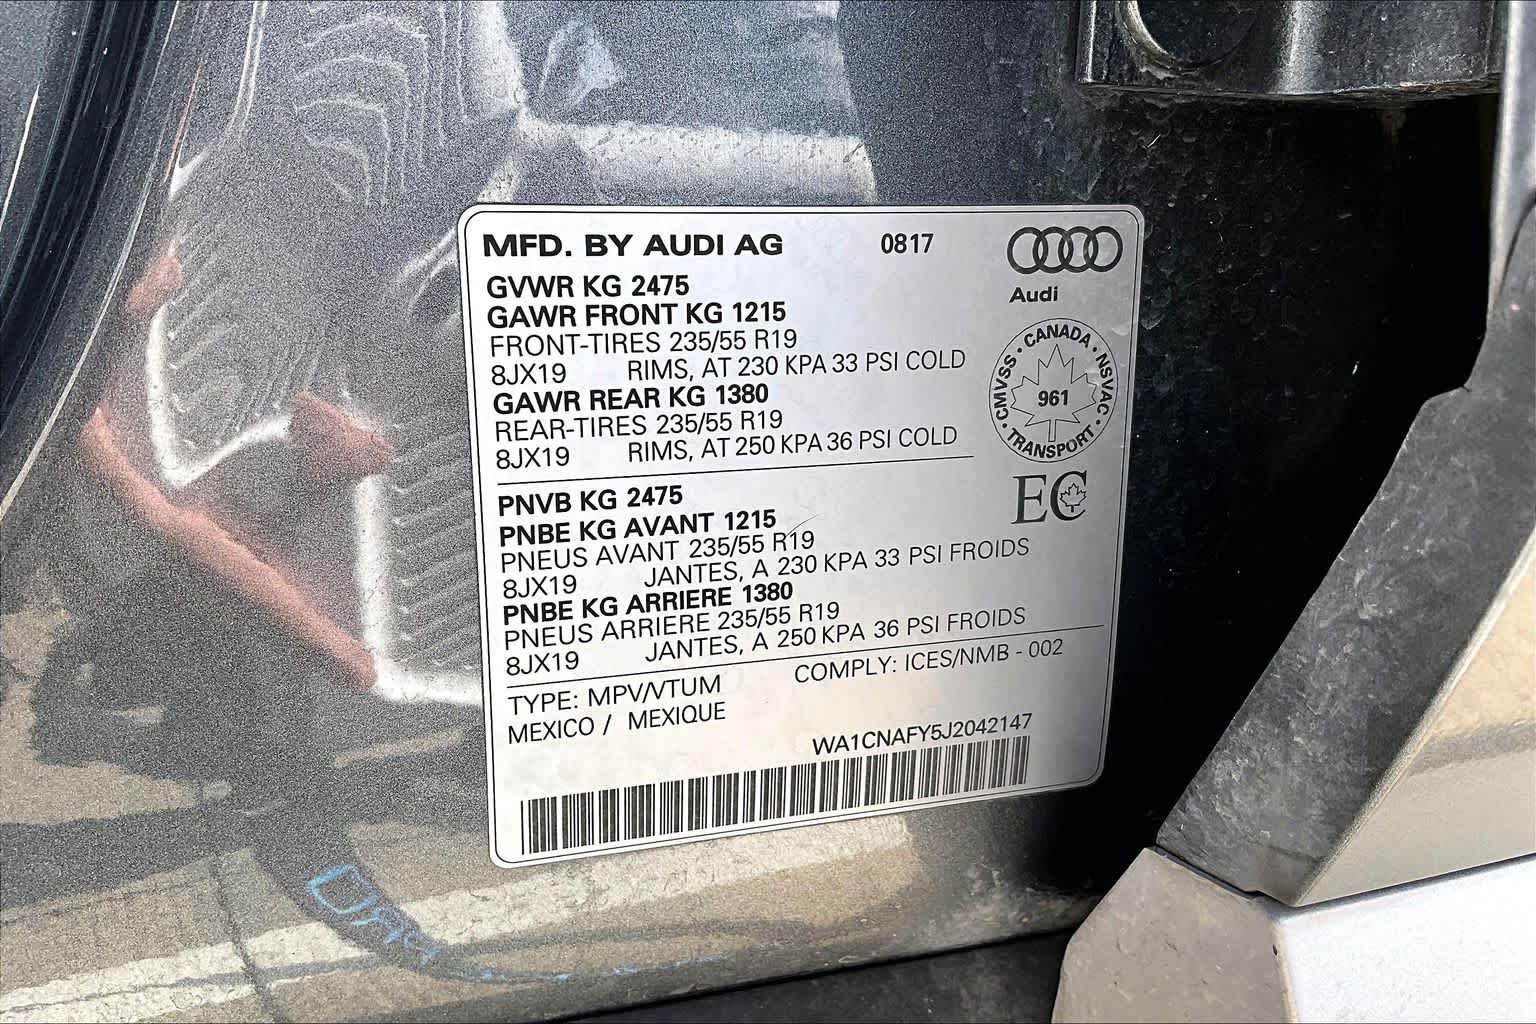 MFD. BY AUDI AG 0817
Audi
GVWR KG 2475
GAWR FRONT KG 1215
FRONT-TIRES 235/55 R19
8JX19 RIMS, AT 230 KPA 33 PSI COLD
GAWR REAR KG 1380
REAR-TIRES 235/55 R19
8JX19 RIMS, AT 250 KPA 36 PSI COLD
CMVSS · CANADA · NSVAC · TRANSPORT ·
961
EC
PNVB KG 2475
PNBE KG AVANT 1215
PNEUS AVANT 235/55 R19
8JX19 JANTES, A 230 KPA 33 PSI FROIDS
PNBE KG ARRIERE 1380
PNEUS ARRIERE 235/55 R19
8JX19 JANTES, A 250 KPA 36 PSI FROIDS
TYPE: MPV/VTUM COMPLY: ICES/NMB - 002
MEXICO / MEXIQUE
WA1CNAFY5J2042147